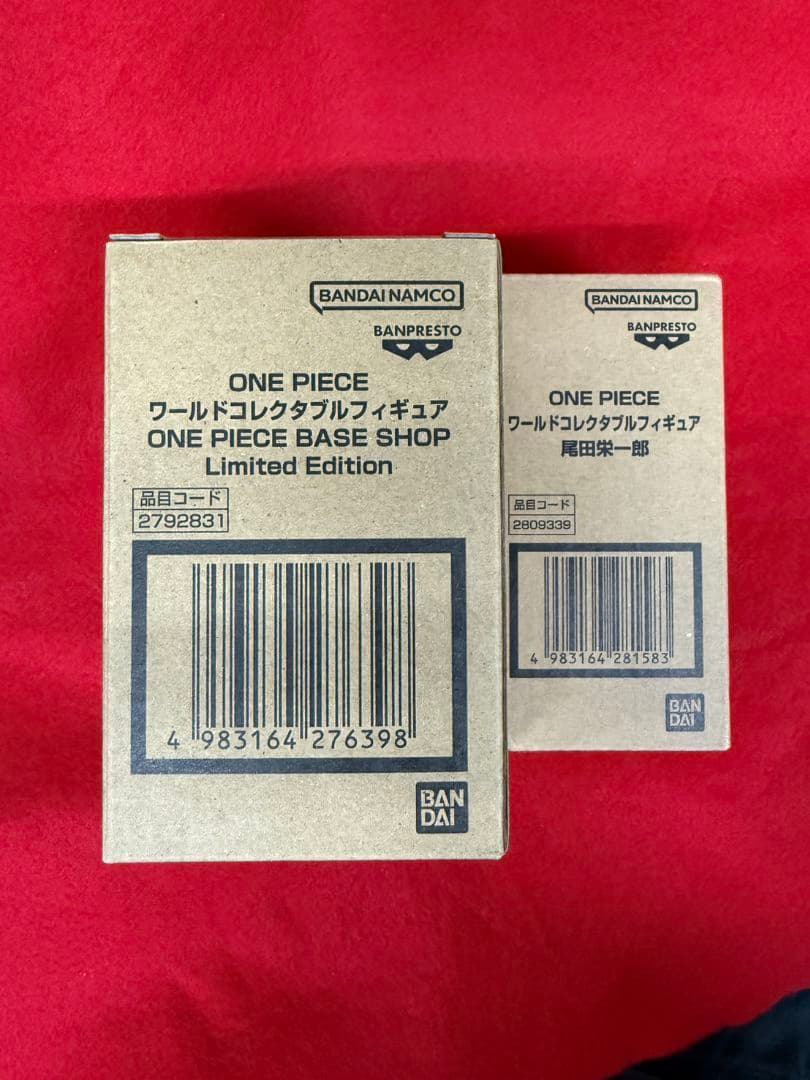 BANDAI NAMCO
BANPRESTO
ONE PIECE
ワールドコレクタブルフィギュア
ONE PIECE BASE SHOP
Limited Edition
品目コード
2792831
4 983164 276398
BAN
DAI
BANDAI NAMCO
BANPRESTO
ONE PIECE
ワールドコレクタブルフィギュア
尾田栄一郎
品目コード
2809339
4 983164 281583
BAN
DAI